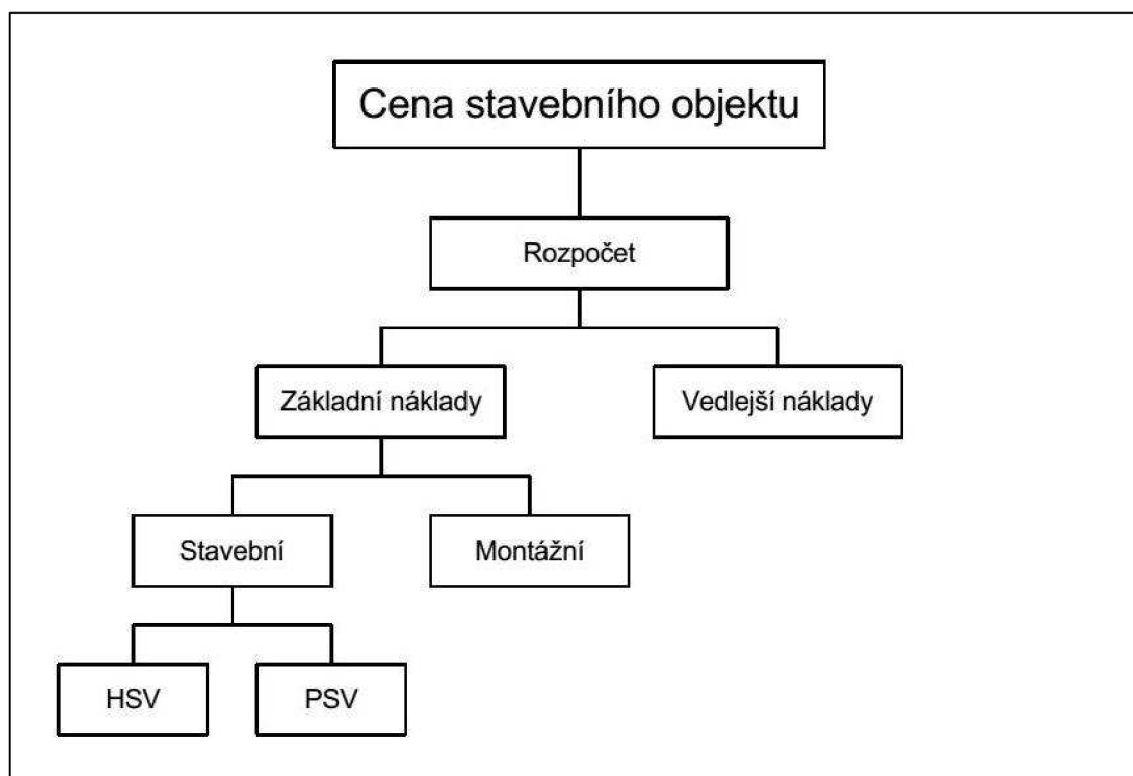 Cena stavebního objektu
Rozpočet
Základní náklady
Vedlejší náklady
Stavební
Montážní
HSV
PSV